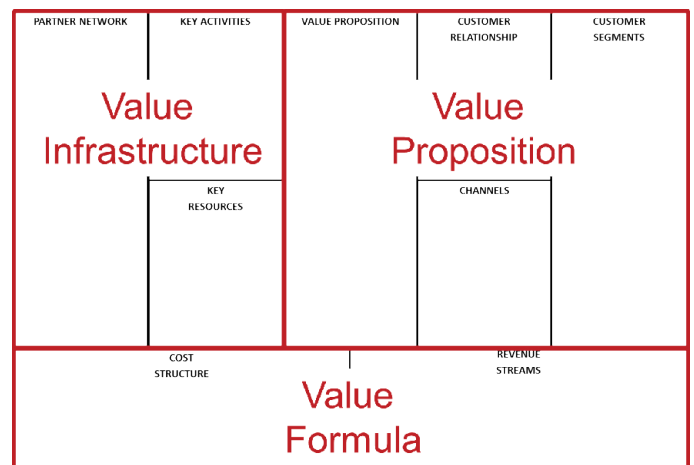 PARTNER NETWORK
KEY ACTIVITIES
VALUE PROPOSITION
CUSTOMER
RELATIONSHIP
CUSTOMER
SEGMENTS
Value
Infrastructure
Value
Proposition
KEY
RESOURCES
CHANNELS
COST
STRUCTURE
REVENUE
STREAMS
Value
Formula